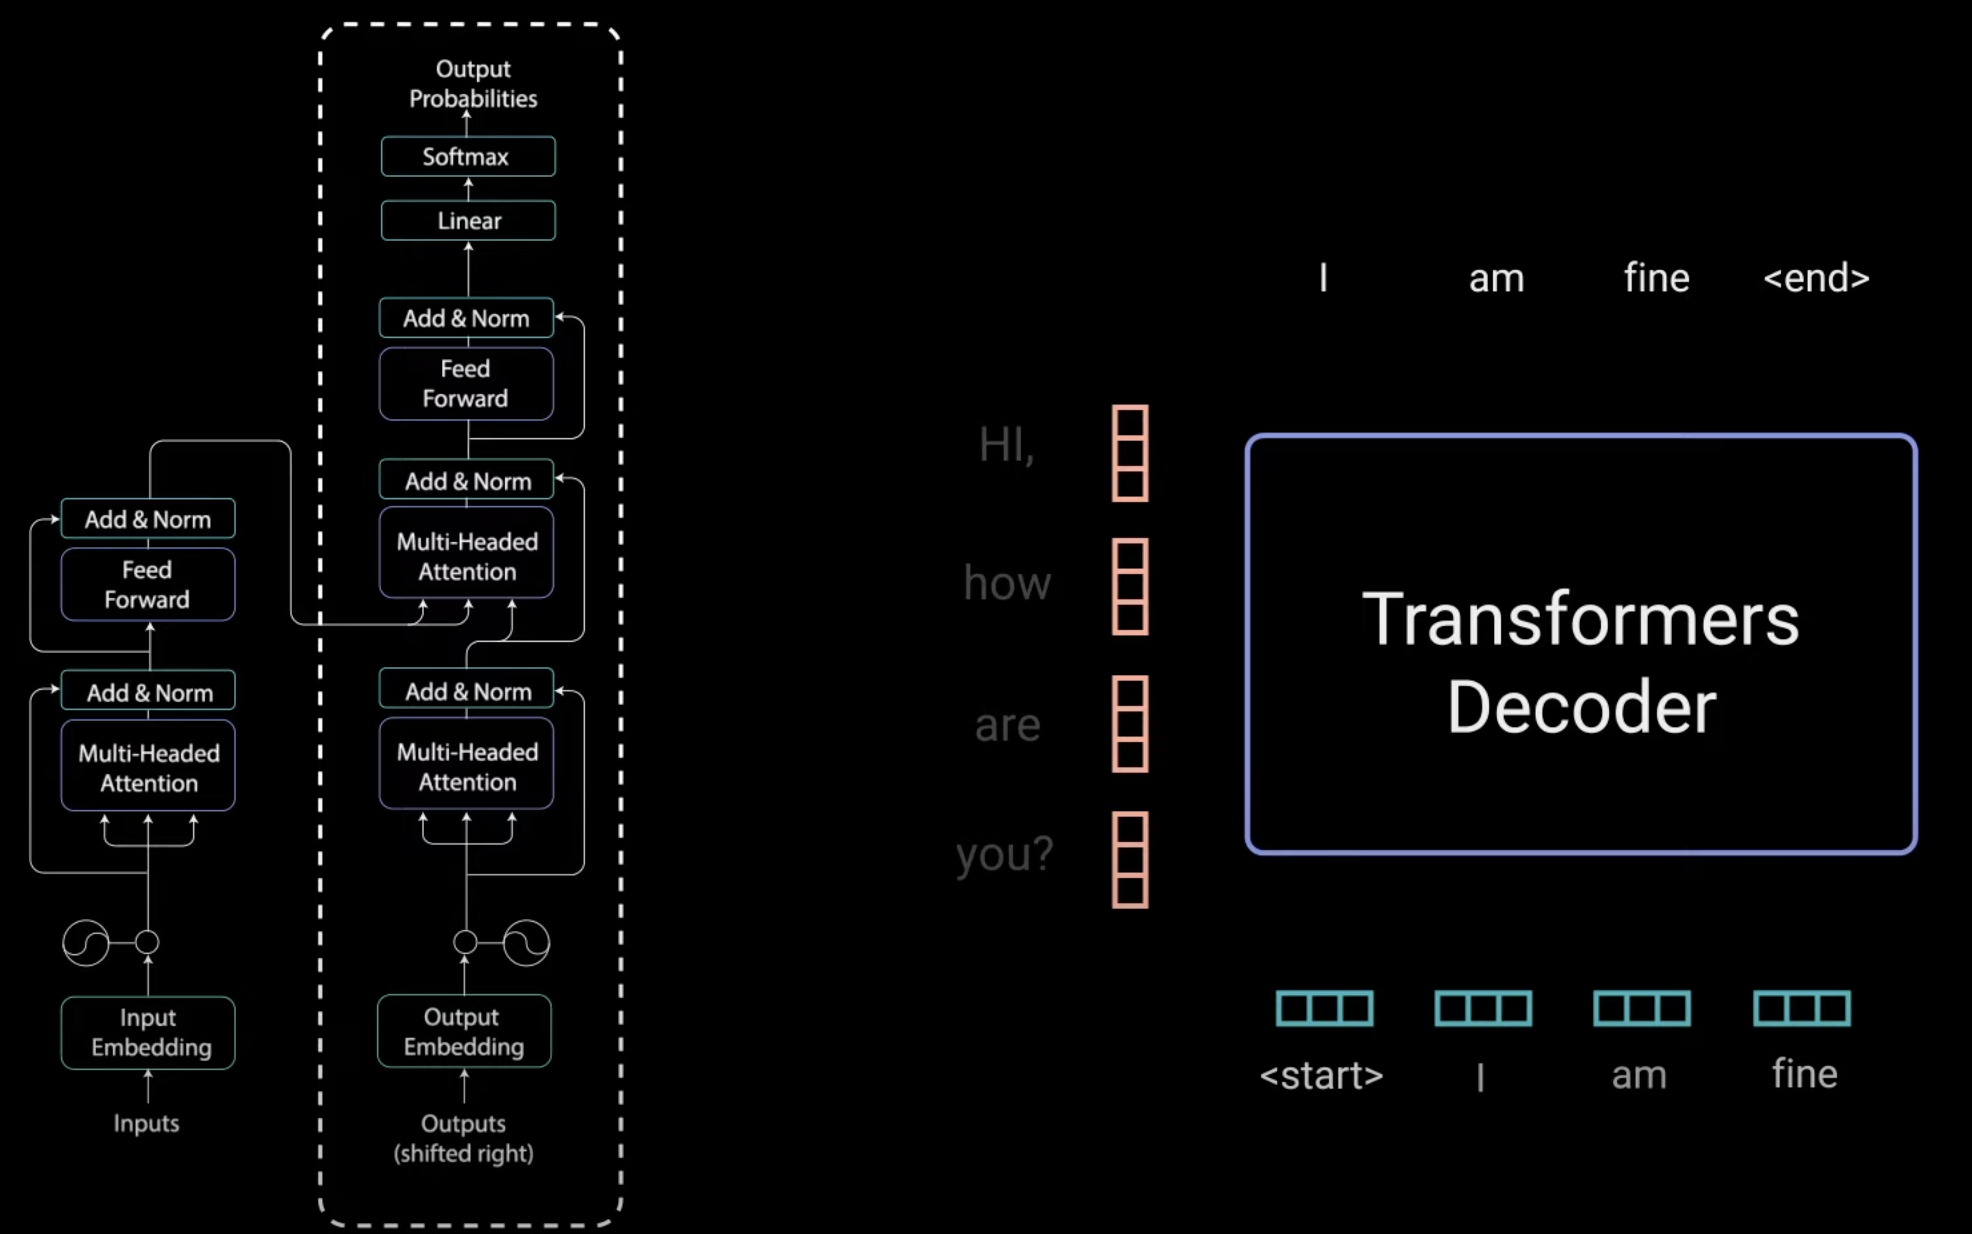 Output
Probabilities
Softmax
Linear
Add & Norm
Feed
Forward
Add & Norm
Multi-Headed
Attention
Add & Norm
Multi-Headed
Attention
Output
Embedding
Outputs
(shifted right)
Add & Norm
Feed
Forward
Add & Norm
Multi-Headed
Attention
Input
Embedding
Inputs
I am fine <end>
HI,
how
are
you?
Transformers
Decoder
<start> I am fine